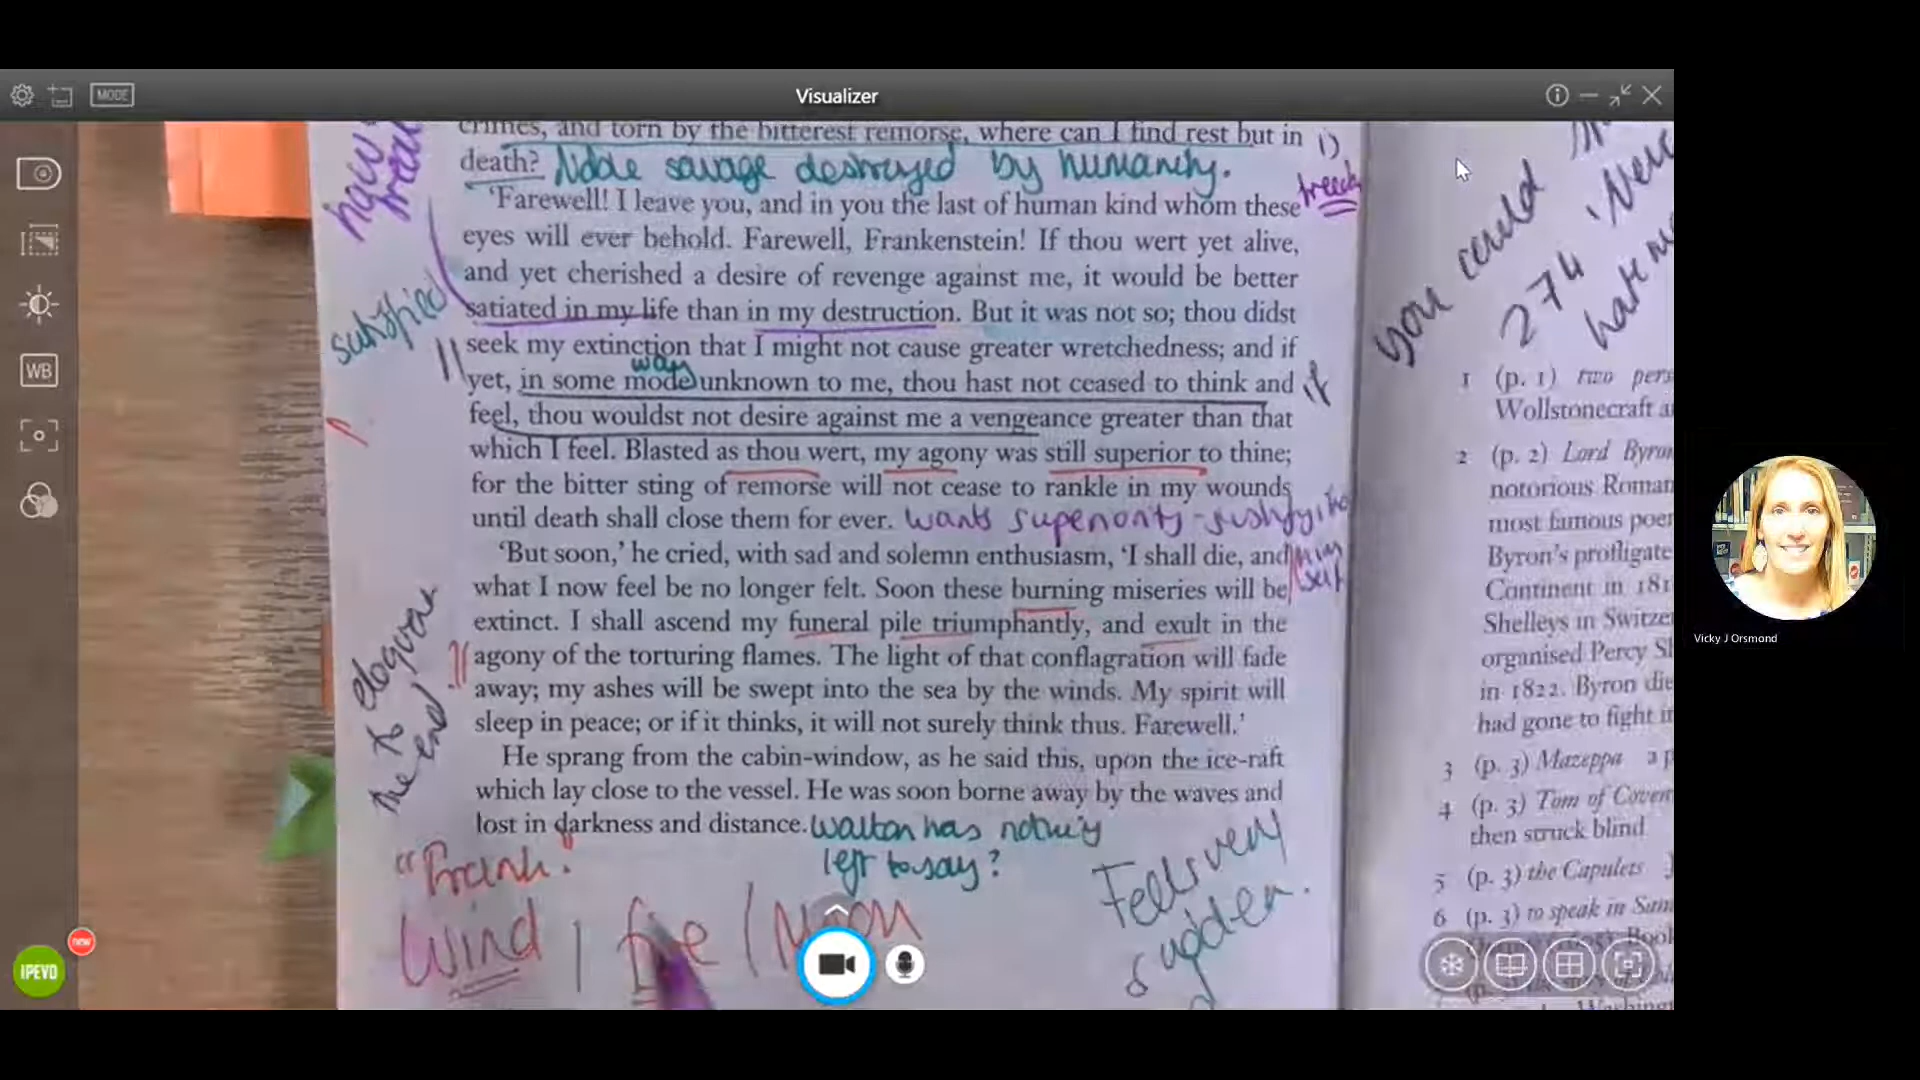 MODE
Visualizer
crimes, and torn by the bitterest remorse, where can I find rest but in
death? Noble savage destroyed by humanity.
'Farewell! I leave you, and in you the last of human kind whom these
eyes will ever behold. Farewell, Frankenstein! If thou wert yet alive,
and yet cherished a desire of revenge against me, it would be better
satiated in my life than in my destruction. But it was not so; thou didst
satisfied
seek my extinction that I might not cause greater wretchedness; and if
way
yet, in some mode unknown to me, thou hast not ceased to think and
if
feel, thou wouldst not desire against me a vengeance greater than that
which I feel. Blasted as thou wert, my agony was still superior to thine;
for the bitter sting of remorse will not cease to rankle in my wounds
until death shall close them for ever. wants superiority -
himself
'But soon,' he cried, with sad and solemn enthusiasm, 'I shall die, and
what I now feel be no longer felt. Soon these burning miseries will be
extinct. I shall ascend my funeral pile triumphantly, and exult in the
agony of the torturing flames. The light of that conflagration will fade
away; my ashes will be swept into the sea by the winds. My spirit will
sleep in peace; or if it thinks, it will not surely think thus. Farewell.'
to the end
He sprang from the cabin-window, as he said this, upon the ice-raft
which lay close to the vessel. He was soon borne away by the waves and
lost in darkness and distance. Walton has nothing
left to say?
Feels very
sudden.
Wind | fire | Moon
you could
274
hate me
1 (p. 1) two pers
Wollstonecraft a
2 (p. 2) Lord Byron
notorious Roman
most famous poe
Byron's profligate
Continent in 181
Shelleys in Switze
organised Percy S
in 1822. Byron die
had gone to fight i
3 (p. 3) Mazeppa a p
4 (p. 3) Tom of Coven
then struck blind
5 (p. 3) the Capulets
6 (p. 3) to speak in Sam
Book
WB
IPEVO
new
Vicky J Orsmond